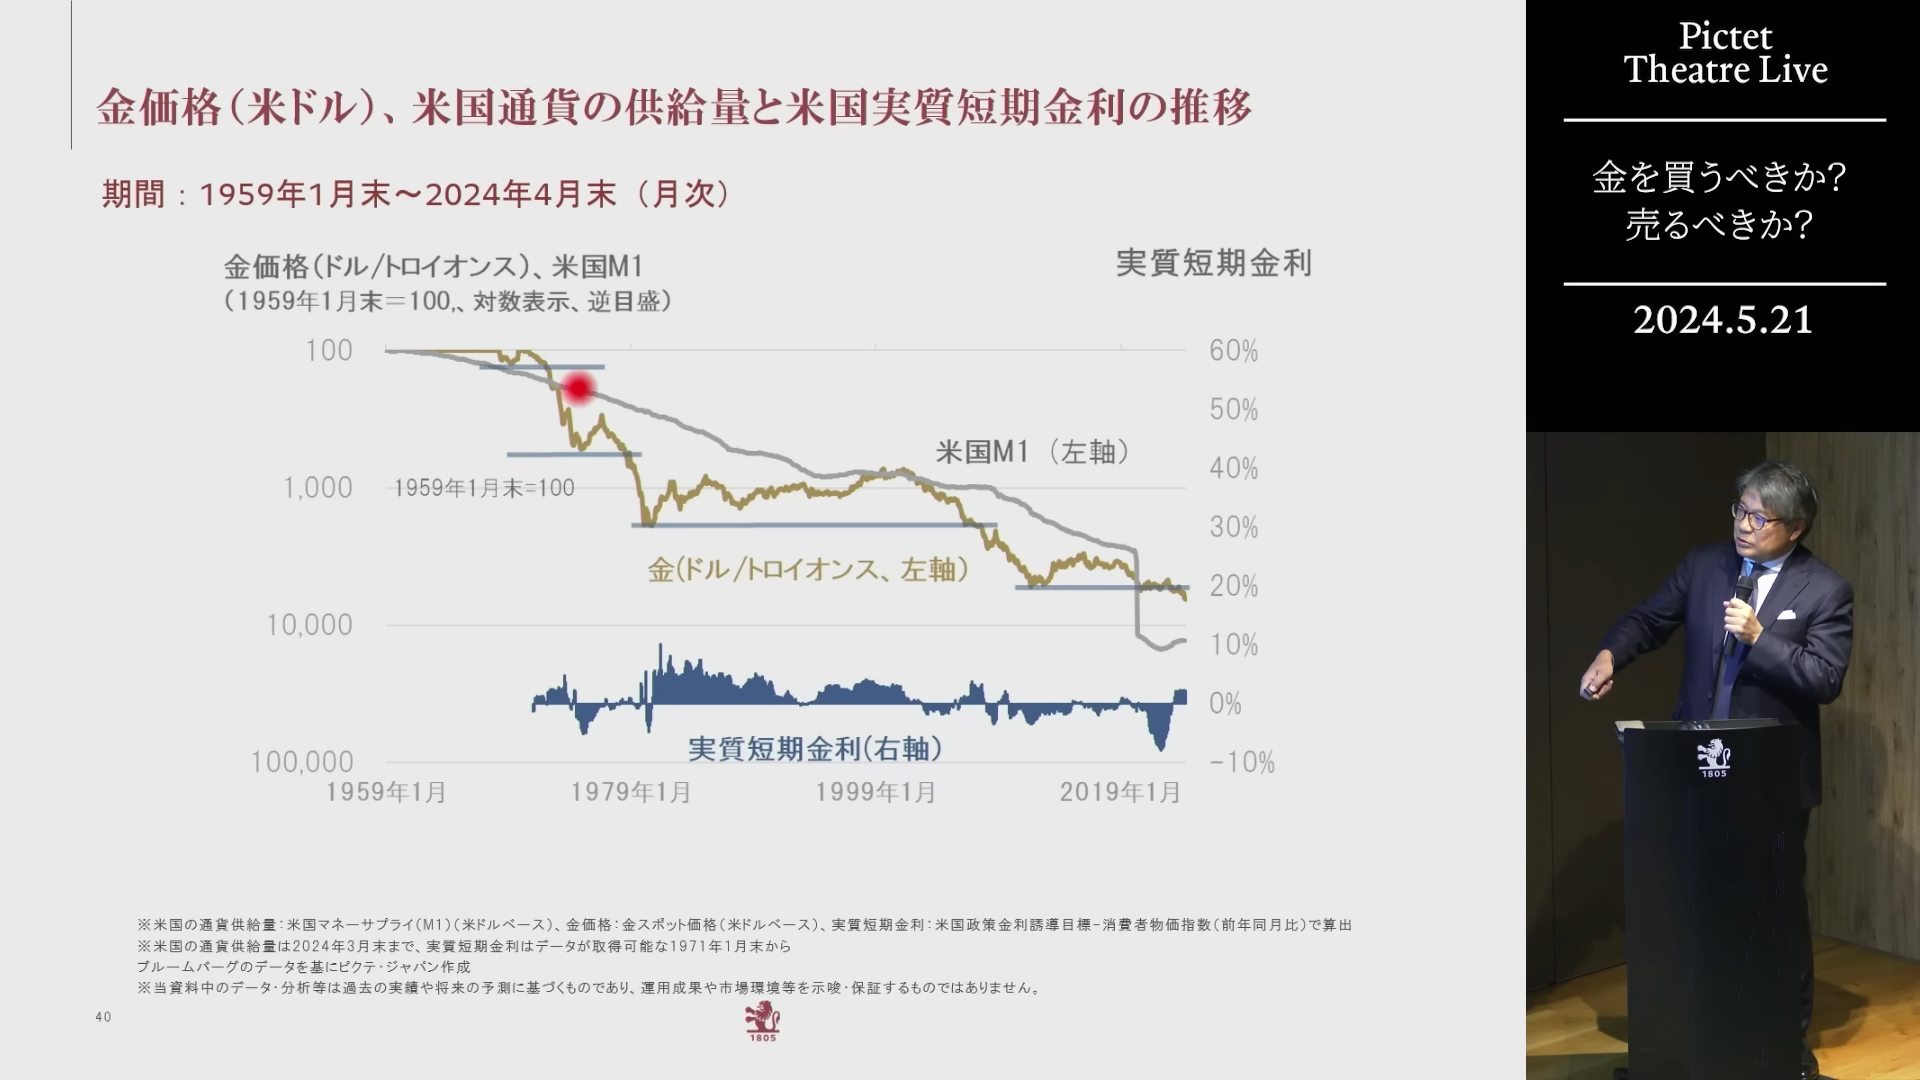 金価格（米ドル）、米国通貨の供給量と米国実質短期金利の推移
期間：1959年1月末～2024年4月末（月次）
金価格（ドル/トロイオンス）、米国M1
（1959年1月末＝100,、対数表示、逆目盛）
実質短期金利
100
1,000
10,000
100,000
60%
50%
40%
30%
20%
10%
0%
-10%
米国M1（左軸）
1959年1月末=100
金(ドル/トロイオンス、左軸)
実質短期金利(右軸)
1959年1月
1979年1月
1999年1月
2019年1月
※米国の通貨供給量：米国マネーサプライ（M1）（米ドルベース）、金価格：金スポット価格（米ドルベース）、実質短期金利：米国政策金利誘導目標-消費者物価指数（前年同月比）で算出
※米国の通貨供給量は2024年3月末まで、実質短期金利はデータが取得可能な1971年1月末から
ブルームバーグのデータを基にピクテ・ジャパン作成
※当資料中のデータ・分析等は過去の実績や将来の予測に基づくものであり、運用成果や市場環境等を示唆・保証するものではありません。
40
1805
Pictet
Theatre Live
金を買うべきか?
売るべきか?
2024.5.21
1805